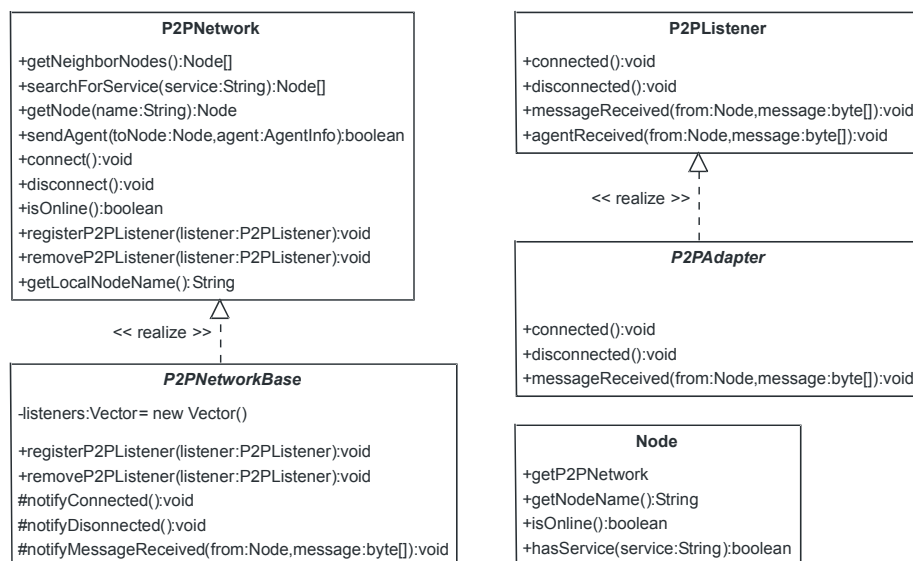 P2PNetwork
+getNeighborNodes():Node[]
+searchForService(service:String):Node[]
+getNode(name:String):Node
+sendAgent(toNode:Node,agent:AgentInfo):boolean
+connect():void
+disconnect():void
+isOnline():boolean
+registerP2PListener(listener:P2PListener):void
+removeP2PListener(listener:P2PListener):void
+getLocalNodeName():String
<< realize >>
P2PNetworkBase
-listeners:Vector= new Vector()
+registerP2PListener(listener:P2PListener):void
+removeP2PListener(listener:P2PListener):void
#notifyConnected():void
#notifyDisonnected():void
#notifyMessageReceived(from:Node,message:byte[]):void
P2PListener
+connected():void
+disconnected():void
+messageReceived(from:Node,message:byte[]):void
+agentReceived(from:Node,message:byte[]):void
<< realize >>
P2PAdapter
+connected():void
+disconnected():void
+messageReceived(from:Node,message:byte[]):void
Node
+getP2PNetwork
+getNodeName():String
+isOnline():boolean
+hasService(service:String):boolean